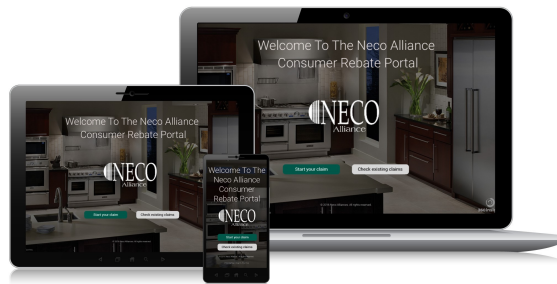 Welcome To The Neco Alliance
Consumer Rebate Portal
NECO
Alliance
Start your claim
Check existing claims
Welcome To The Neco Alliance
Consumer Rebate Portal
NECO
Alliance
Start your claim
Check existing claims
Welcome To The
Neco Alliance
Consumer
Rebate Portal
NECO
Alliance
Start your claim
Check existing claims